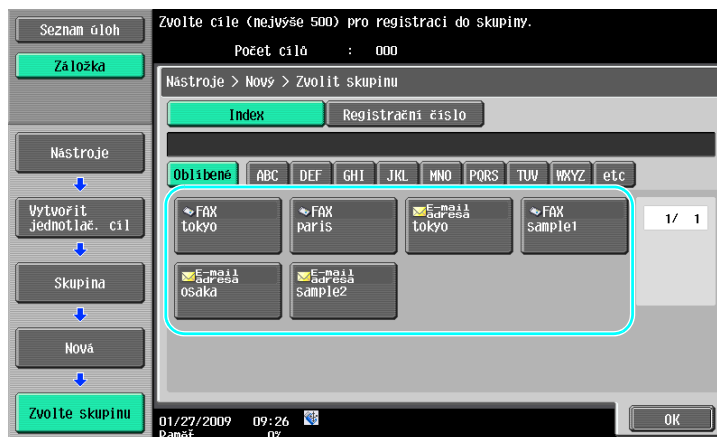 Seznam úloh
Záložka
Nástroje
Vytvořit
jednotlač. cíl
Skupina
Nová
Zvolte skupinu
Zvolte cíle (nejvýše 500) pro registraci do skupiny.
Počet cílů : 000
Nástroje > Nový > Zvolit skupinu
Index
Registrační číslo
Oblíbené ABC DEF GHI JKL MNO PQRS TUV WXYZ etc
FAX
tokyo
FAX
paris
E-mail
adresa
tokyo
FAX
sample1
1/ 1
E-mail
adresa
osaka
E-mail
adresa
sample2
01/27/2009 09:26
Paměť 0%
OK